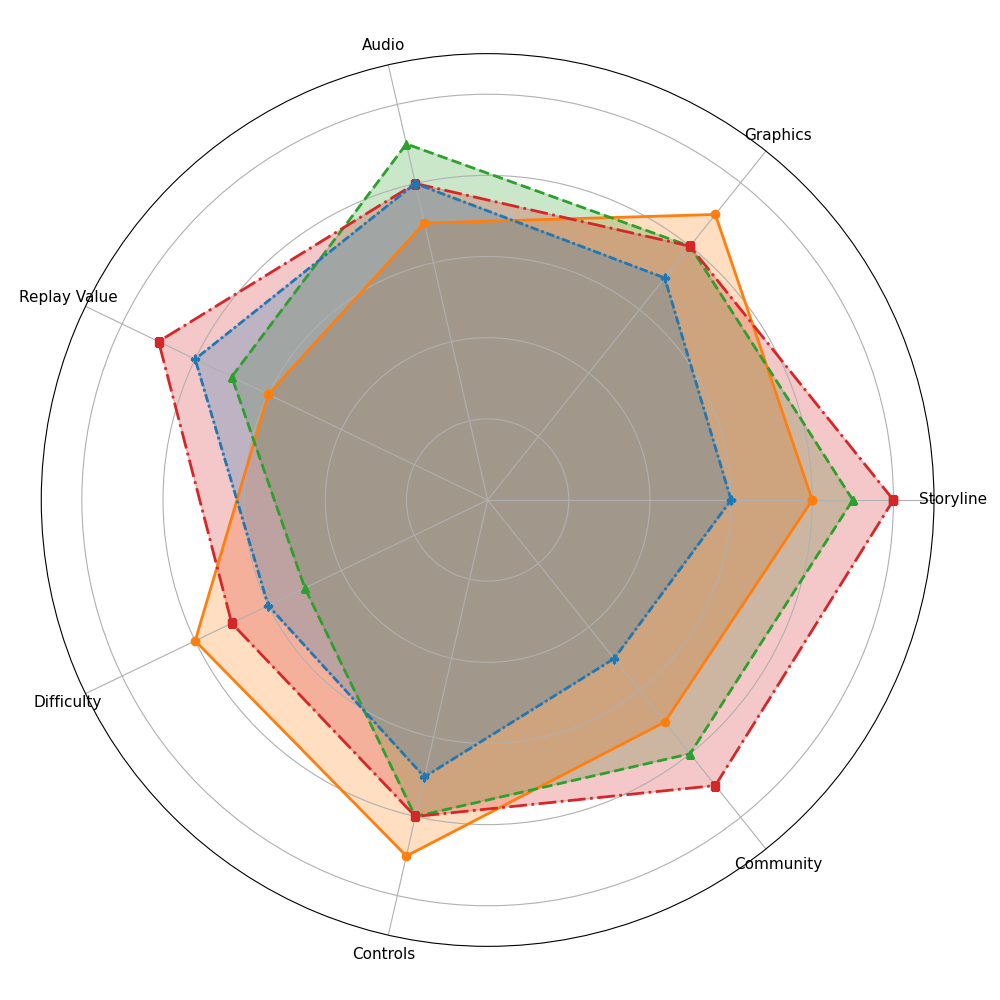 Audio
Graphics
Replay Value
Storyline
Difficulty
Community
Controls